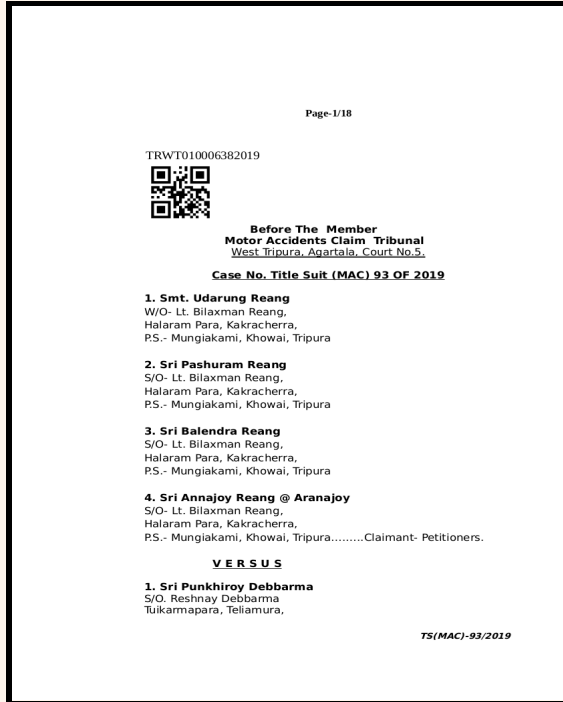 Page-1/18
TRWT010006382019
Before The Member
Motor Accidents Claim Tribunal
West Tripura, Agartala, Court No.5.
Case No. Title Suit (MAC) 93 OF 2019
1. Smt. Udarung Reang
W/O- Lt. Bilaxman Reang,
Halaram Para, Kakracherra,
P.S.- Mungiakami, Khowai, Tripura
2. Sri Pashuram Reang
S/O- Lt. Bilaxman Reang,
Halaram Para, Kakracherra,
P.S.- Mungiakami, Khowai, Tripura
3. Sri Balendra Reang
S/O- Lt. Bilaxman Reang,
Halaram Para, Kakracherra,
P.S.- Mungiakami, Khowai, Tripura
4. Sri Annajoy Reang @ Aranajoy
S/O- Lt. Bilaxman Reang,
Halaram Para, Kakracherra,
P.S.- Mungiakami, Khowai, Tripura.........Claimant- Petitioners.
V E R S U S
1. Sri Punkhiroy Debbarma
S/O. Reshnay Debbarma
Tuikarmapara, Teliamura,
TS(MAC)-93/2019